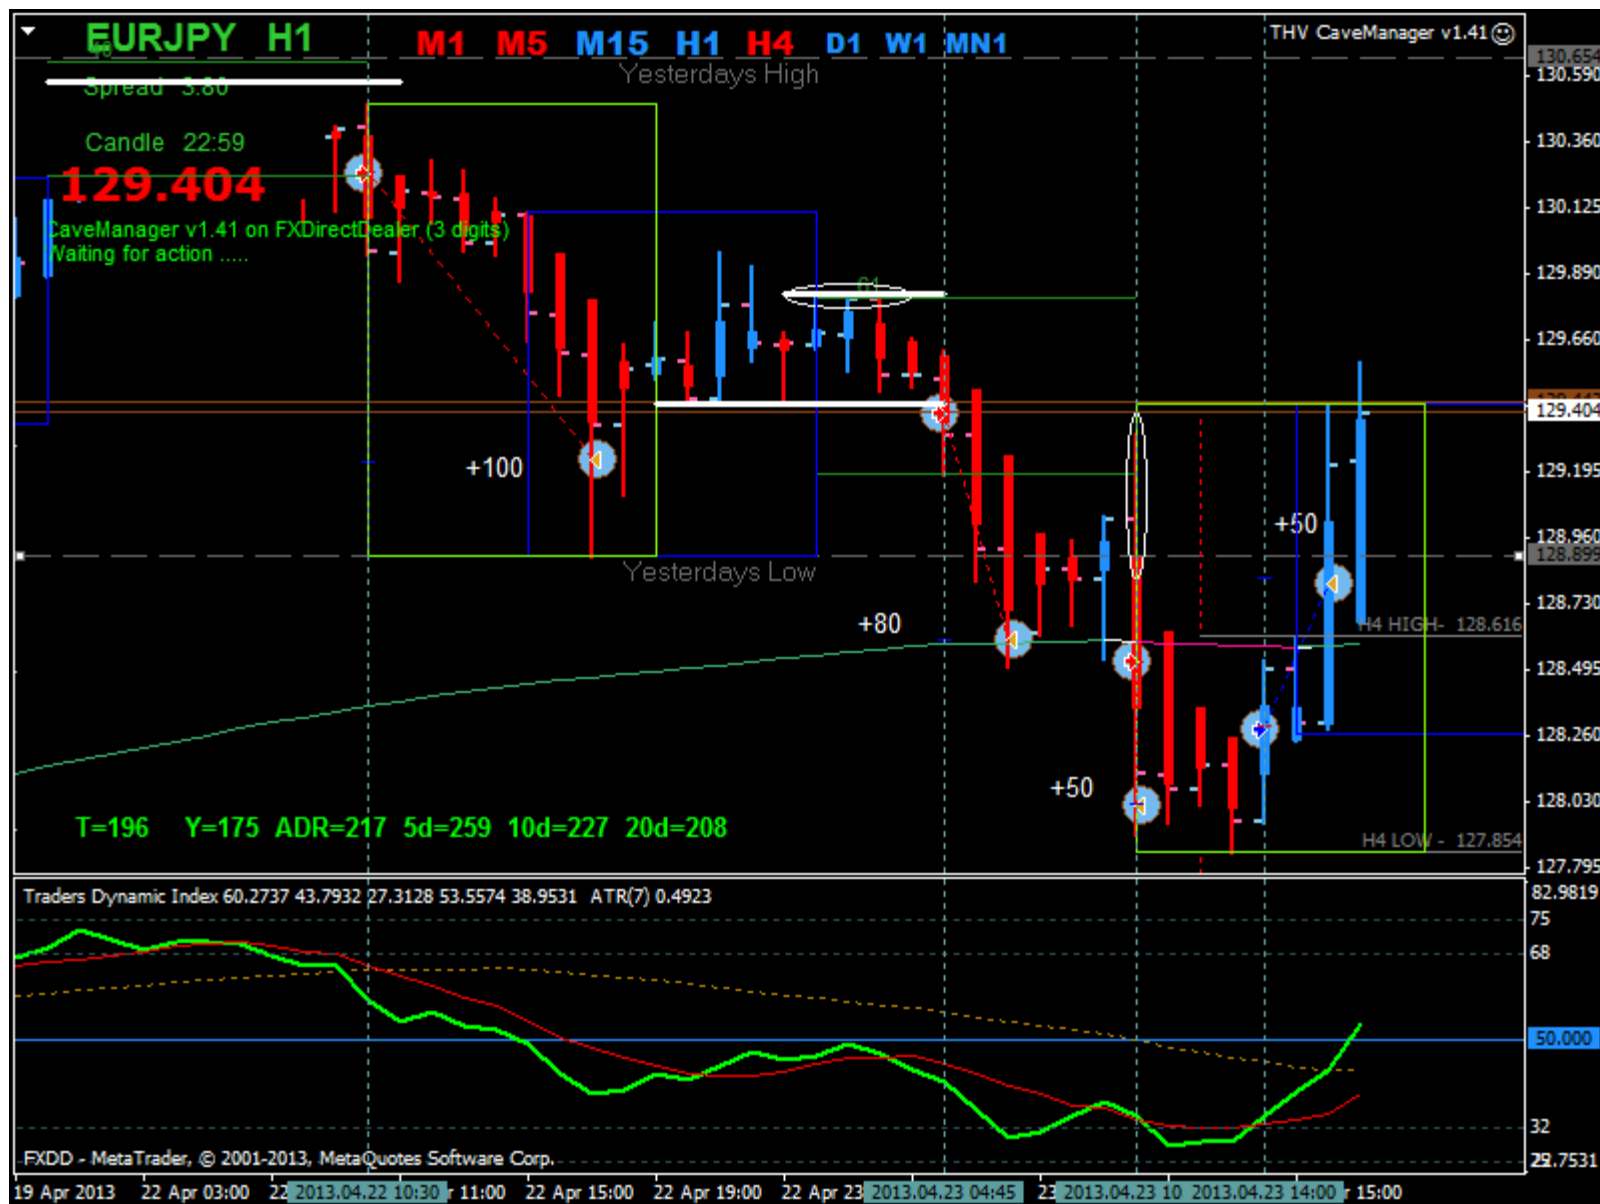 EURJPY H1
M1 M5 M15 H1 H4 D1 W1 MN1
THV CaveManager v1.41
130.654
130.590
Yesterdays High
Spread 3.80
Candle 22:59
130.360
129.404
130.125
CaveManager v1.41 on FXDirectDealer (3 digits)
Waiting for action .....
129.890
61
129.660
129.404
+100
129.195
+50
128.960
128.899
Yesterdays Low
128.730
+80
H4 HIGH- 128.616
128.495
128.260
+50
128.030
T=196 Y=175 ADR=217 5d=259 10d=227 20d=208
H4 LOW - 127.854
127.795
Traders Dynamic Index 60.2737 43.7932 27.3128 53.5574 38.9531 ATR(7) 0.4923
82.9819
75
68
50.000
32
FXDD - MetaTrader, © 2001-2013, MetaQuotes Software Corp.
19 Apr 2013 22 Apr 03:00 22 2013.04.22 10:30 r 11:00 22 Apr 15:00 22 Apr 19:00 22 Apr 23 2013.04.23 04:45 23 2013.04.23 10 2013.04.23 14:00 r 15:00